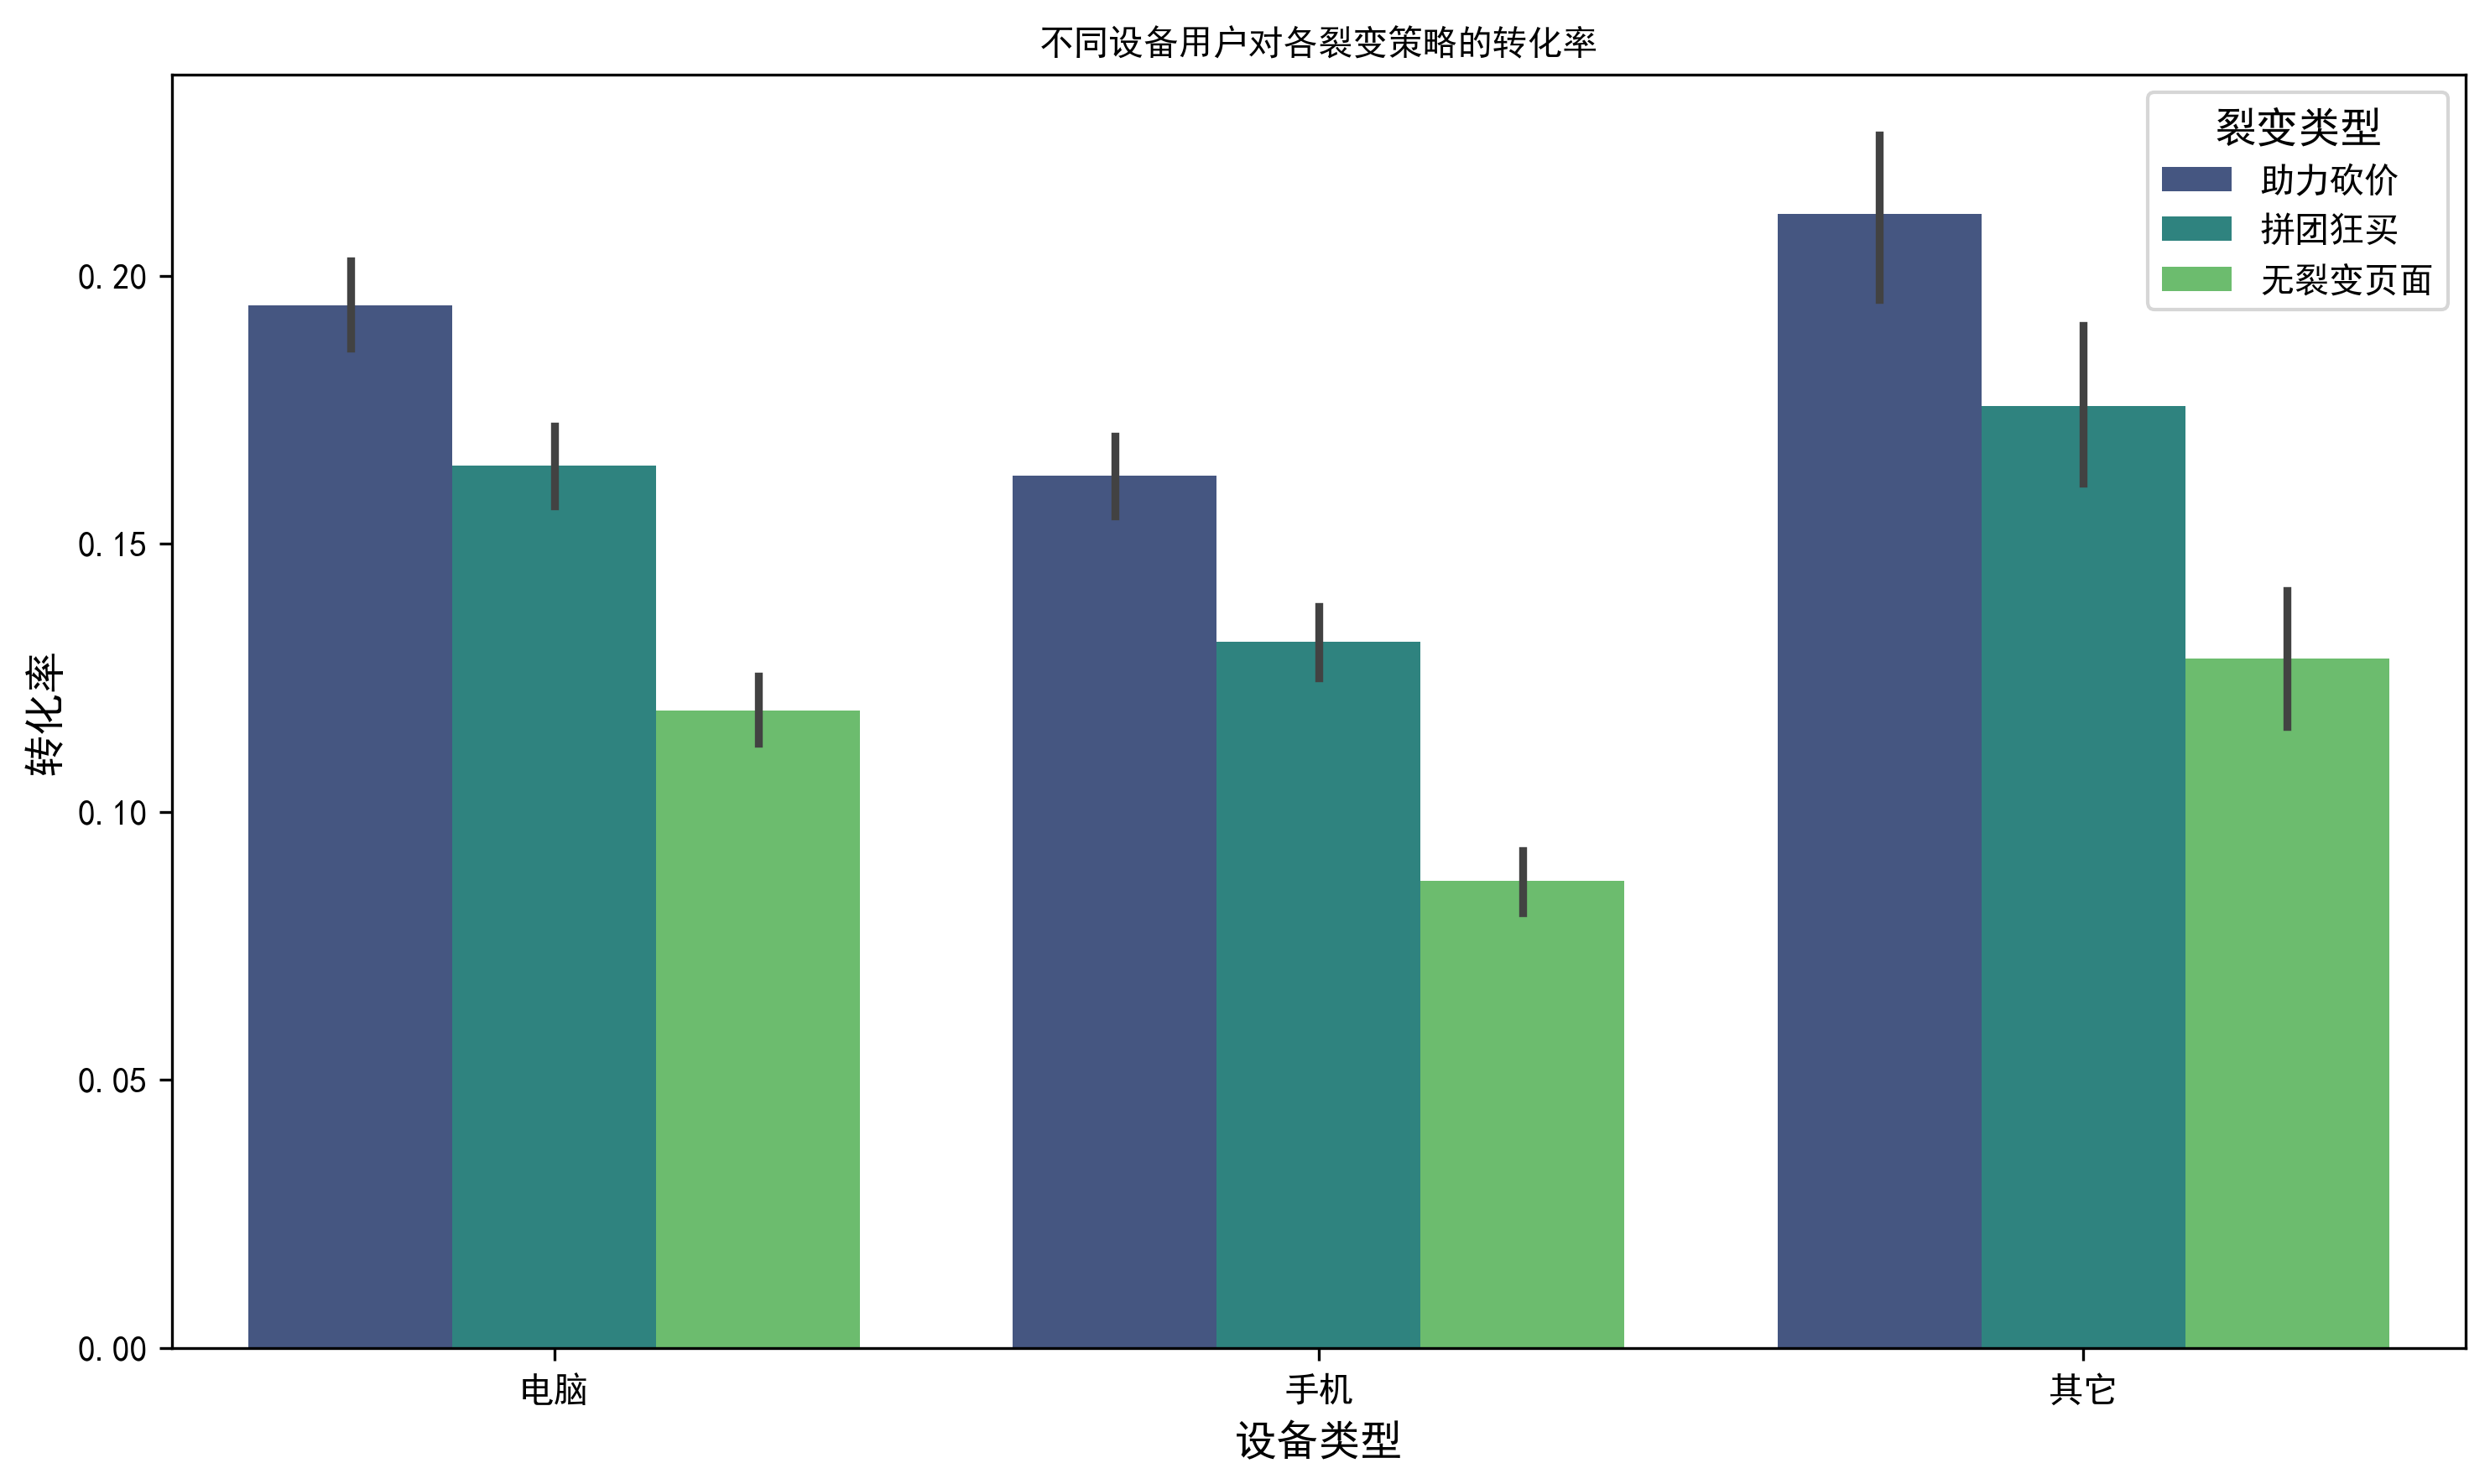 不同设备用户对各裂变策略的转化率
裂变类型
助力砍价
拼团狂买
无裂变页面
转化率
0.20
0.15
0.10
0.05
0.00
电脑
手机
其它
设备类型